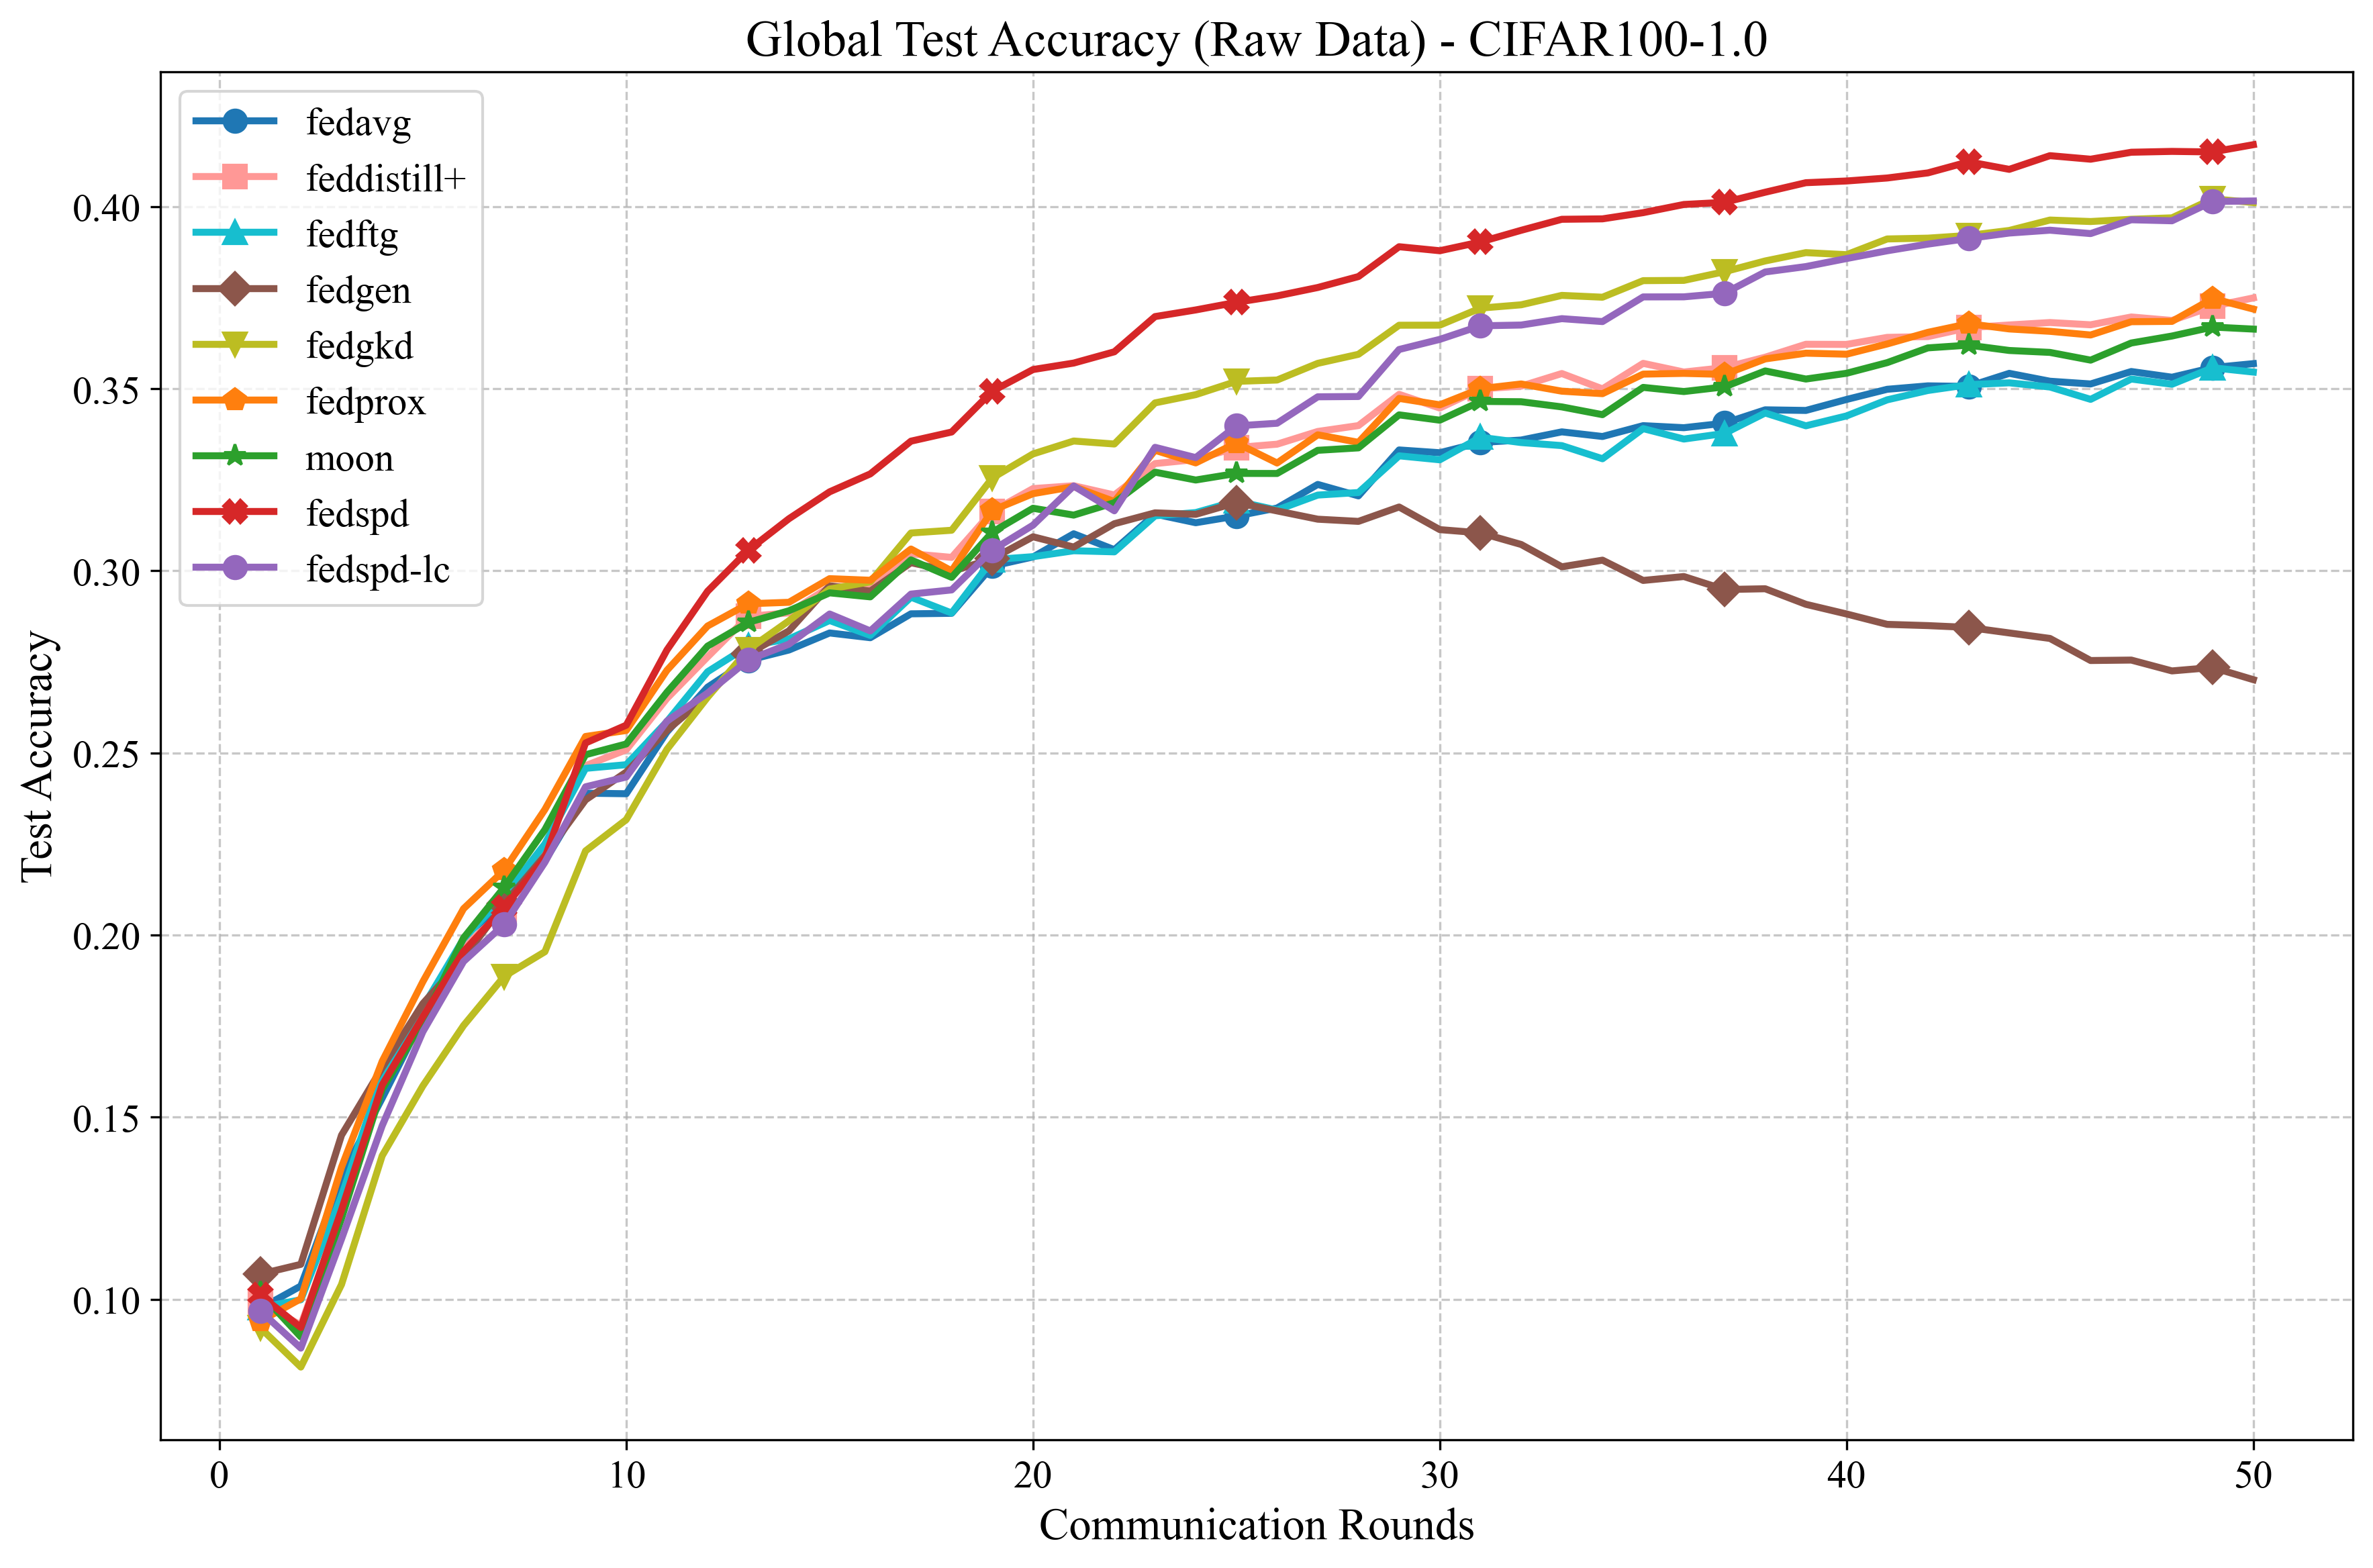 Global Test Accuracy (Raw Data) - CIFAR100-1.0
fedavg
feddistill+
fedftg
fedgen
fedgkd
fedprox
moon
fedspd
fedspd-lc
Test Accuracy
0.40
0.35
0.30
0.25
0.20
0.15
0.10
0 10 20 30 40 50
Communication Rounds